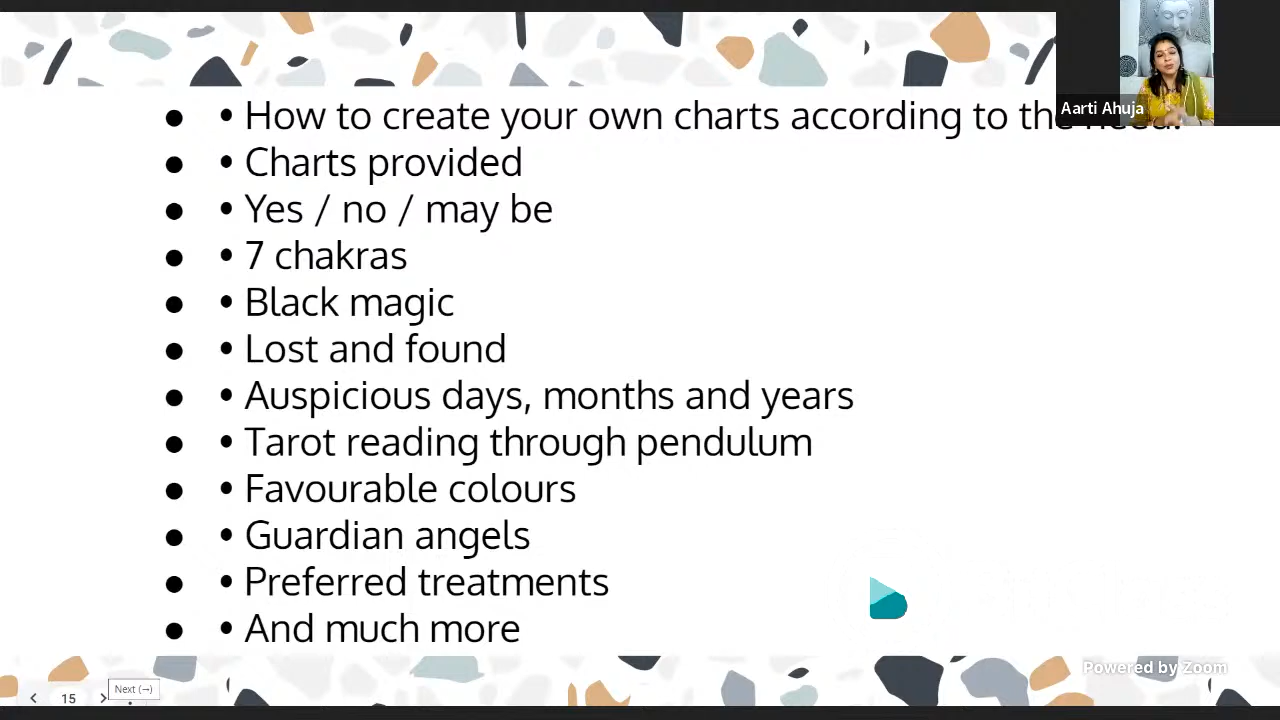 Aarti Ahuja
• • How to create your own charts according to the need.
• • Charts provided
• • Yes / no / may be
• • 7 chakras
• • Black magic
• • Lost and found
• • Auspicious days, months and years
• • Tarot reading through pendulum
• • Favourable colours
• • Guardian angels
• • Preferred treatments
• • And much more
Powered by Zoom
15
Next (→)